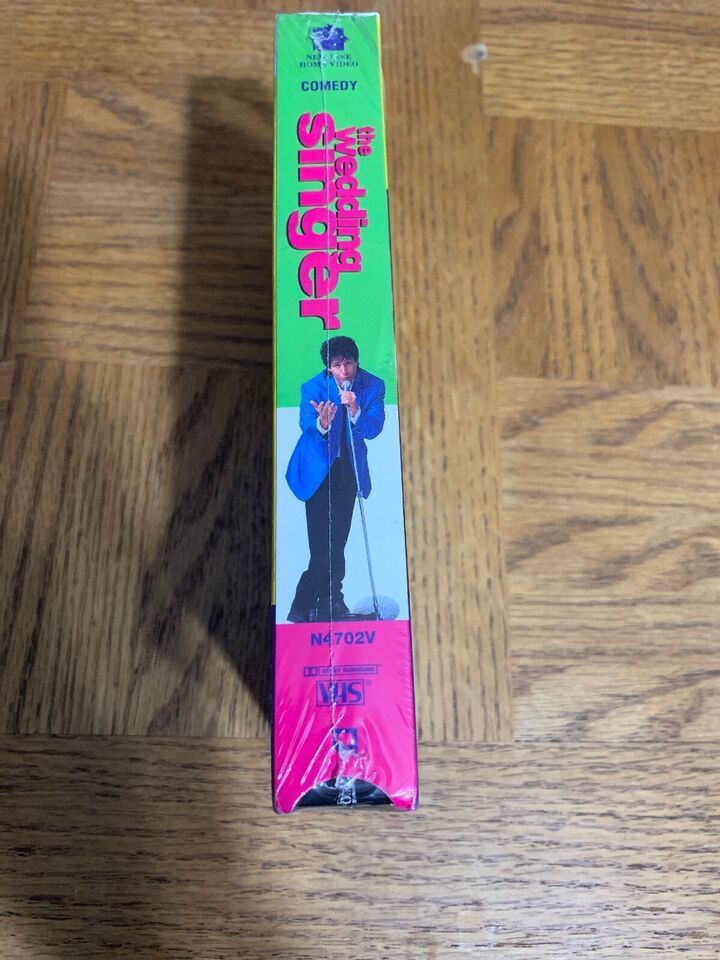 NEW LINE
HOME VIDEO
COMEDY
the
Wedding
Singer
N4702V
DOLBY SURROUND
VHS®